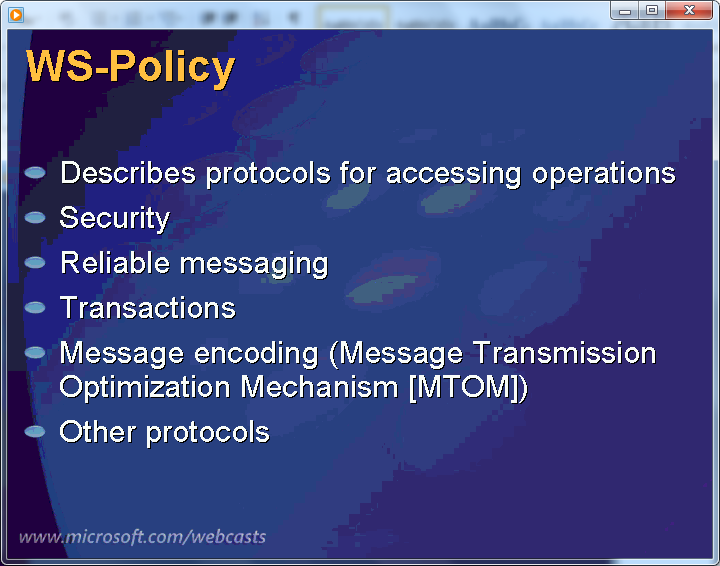 WS-Policy
Describes protocols for accessing operations
Security
Reliable messaging
Transactions
Message encoding (Message Transmission
Optimization Mechanism [MTOM])
Other protocols
www.microsoft.com/webcasts